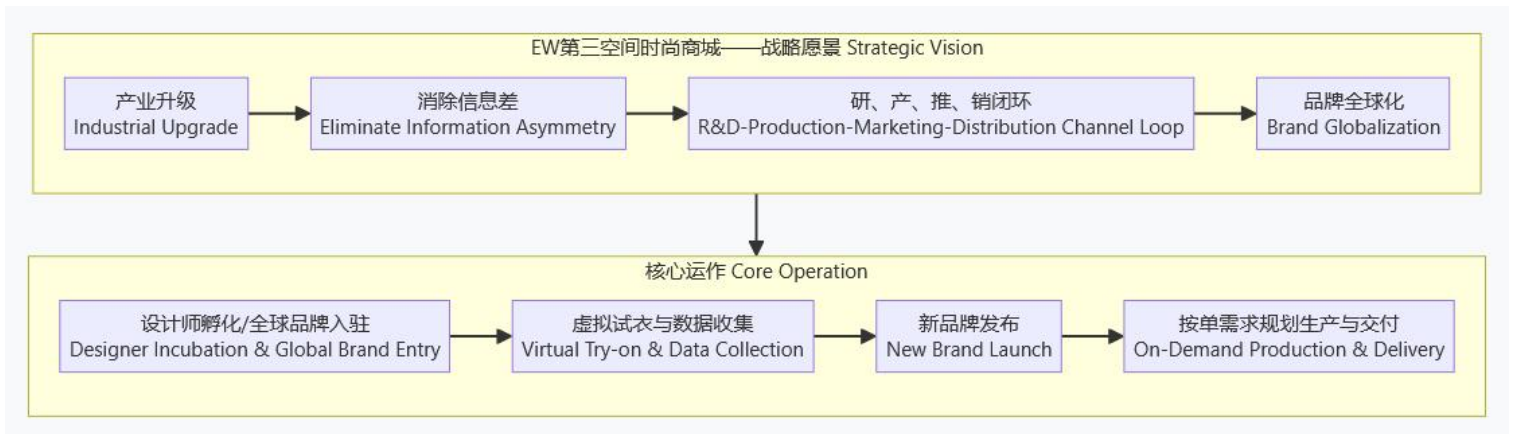 EW第三空间时尚商城——战略愿景 Strategic Vision
产业升级
Industrial Upgrade
消除信息差
Eliminate Information Asymmetry
研、产、推、销闭环
R&D-Production-Marketing-Distribution Channel Loop
品牌全球化
Brand Globalization
核心运作 Core Operation
设计师孵化/全球品牌入驻
Designer Incubation & Global Brand Entry
虚拟试衣与数据收集
Virtual Try-on & Data Collection
新品牌发布
New Brand Launch
按单需求规划生产与交付
On-Demand Production & Delivery